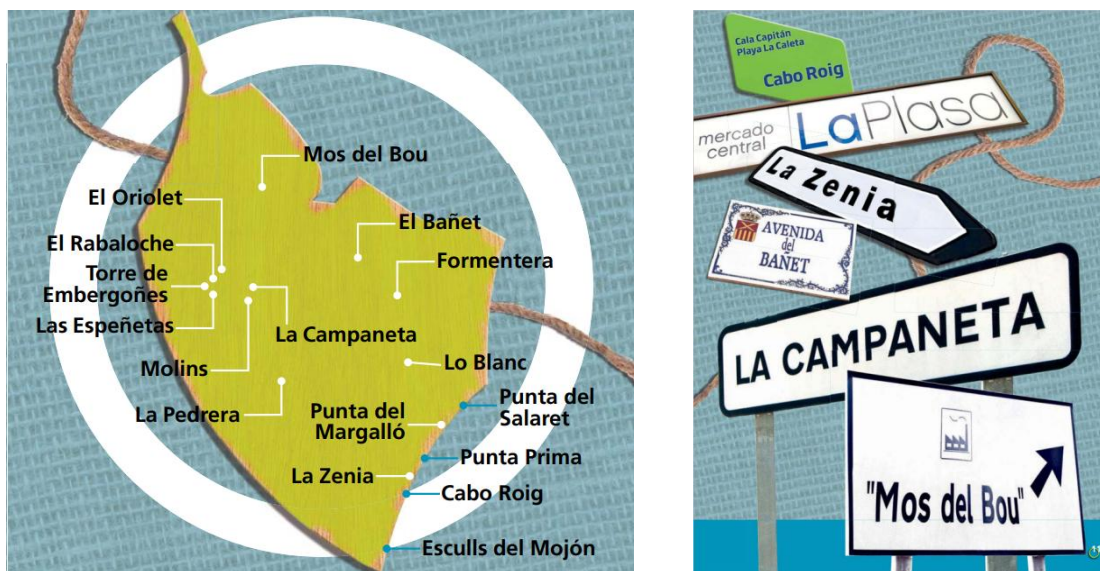 Mos del Bou
El Oriolet
El Bañet
El Rabaloche
Formentera
Torre de
Embergoñes
Las Espeñetas
La Campaneta
Molins
Lo Blanc
La Pedrera
Punta del
Salaret
Punta del
Margalló
Punta Prima
La Zenia
Cabo Roig
Esculls del Mojón
Cala Capitán
Playa La Caleta
Cabo Roig
mercado
central
LaPlasa
La Zenia
AVENIDA
del
BAÑET
LA CAMPANETA
"Mos del Bou"